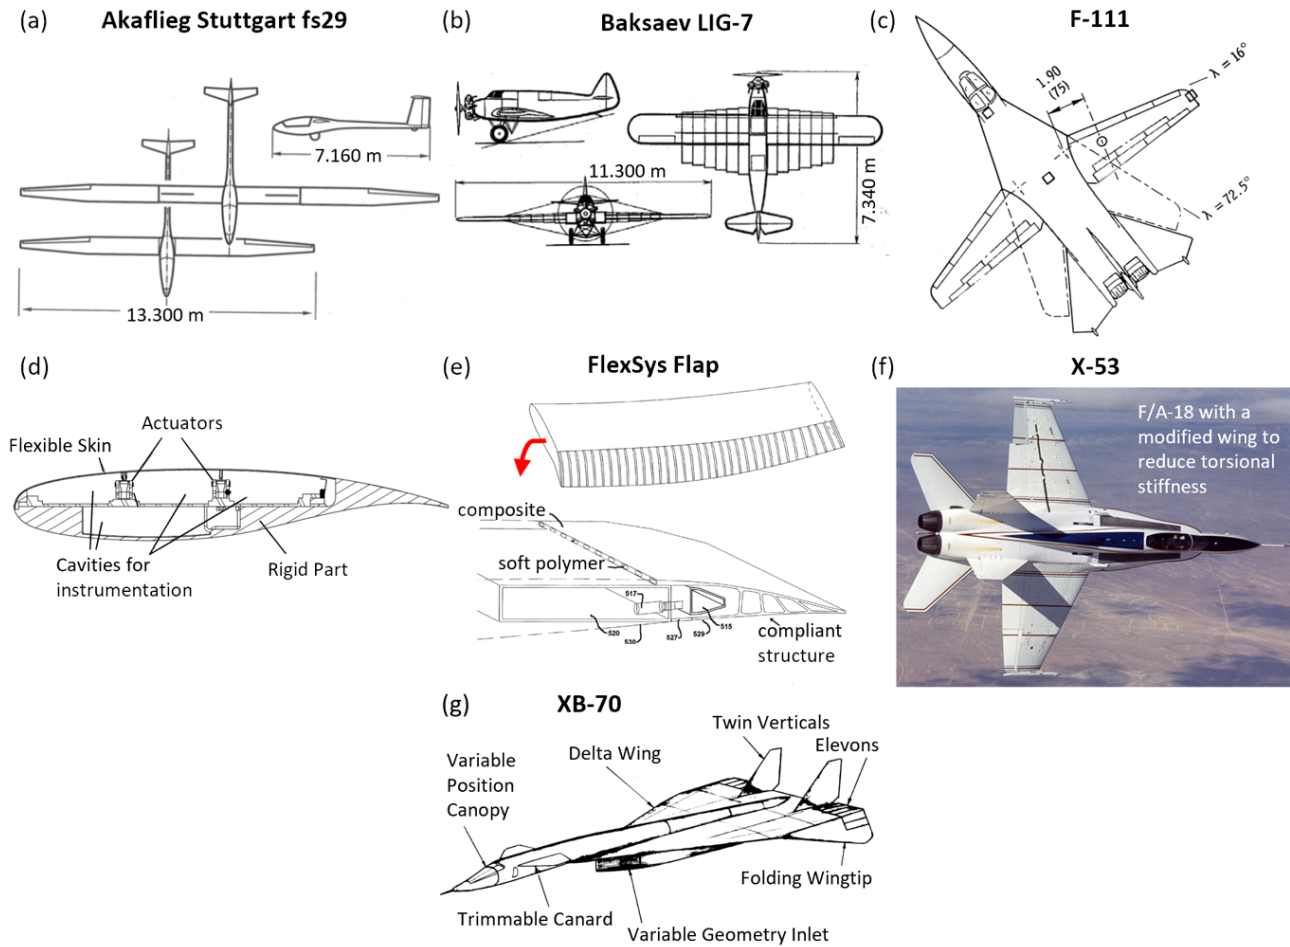 (a) Akaflieg Stuttgart fs29
7.160 m
13.300 m
(b) Baksaev LIG-7
11.300 m
7.340 m
(c) F-111
1.90
(75)
λ = 16°
λ = 72.5°
(d)
Actuators
Flexible Skin
Cavities for
instrumentation
Rigid Part
(e) FlexSys Flap
composite
soft polymer
517
520
538
527
529
515
compliant
structure
(f) X-53
F/A-18 with a
modified wing to
reduce torsional
stiffness
(g) XB-70
Twin Verticals
Elevons
Delta Wing
Variable
Position
Canopy
Folding Wingtip
Trimmable Canard
Variable Geometry Inlet